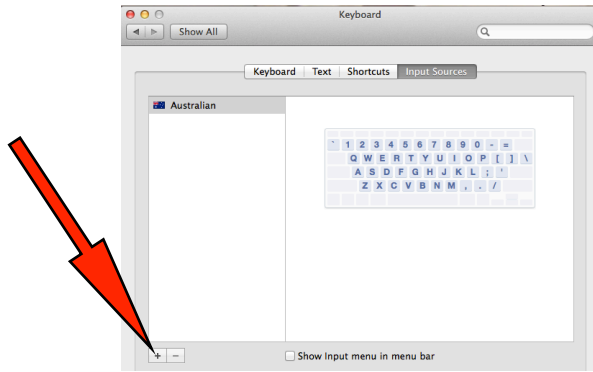 Keyboard
Show All
Keyboard Text Shortcuts Input Sources
Australian
` 1 2 3 4 5 6 7 8 9 0 - =
Q W E R T Y U I O P [ ] \
A S D F G H J K L ; '
Z X C V B N M , . /
+ −
Show Input menu in menu bar